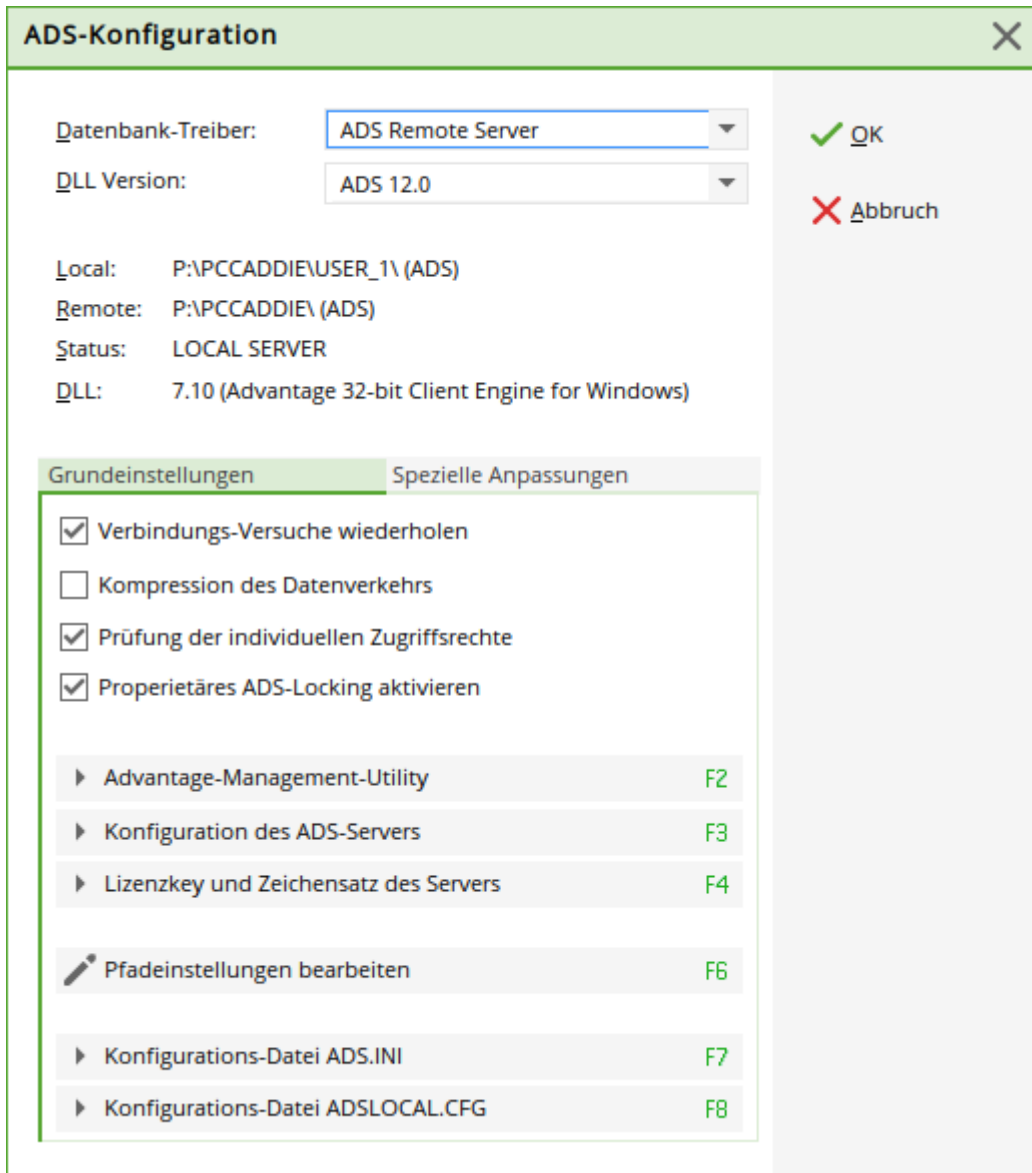 ADS-Konfiguration
Datenbank-Treiber: ADS Remote Server
OK
DLL Version: ADS 12.0
Abbruch
Local: P:\PCCADDIE\USER_1\ (ADS)
Remote: P:\PCCADDIE\ (ADS)
Status: LOCAL SERVER
DLL: 7.10 (Advantage 32-bit Client Engine for Windows)
Grundeinstellungen Spezielle Anpassungen
Verbindungs-Versuche wiederholen
Kompression des Datenverkehrs
Prüfung der individuellen Zugriffsrechte
Properietäres ADS-Locking aktivieren
Advantage-Management-Utility F2
Konfiguration des ADS-Servers F3
Lizenzkey und Zeichensatz des Servers F4
Pfadeinstellungen bearbeiten F6
Konfigurations-Datei ADS.INI F7
Konfigurations-Datei ADSLOCAL.CFG F8